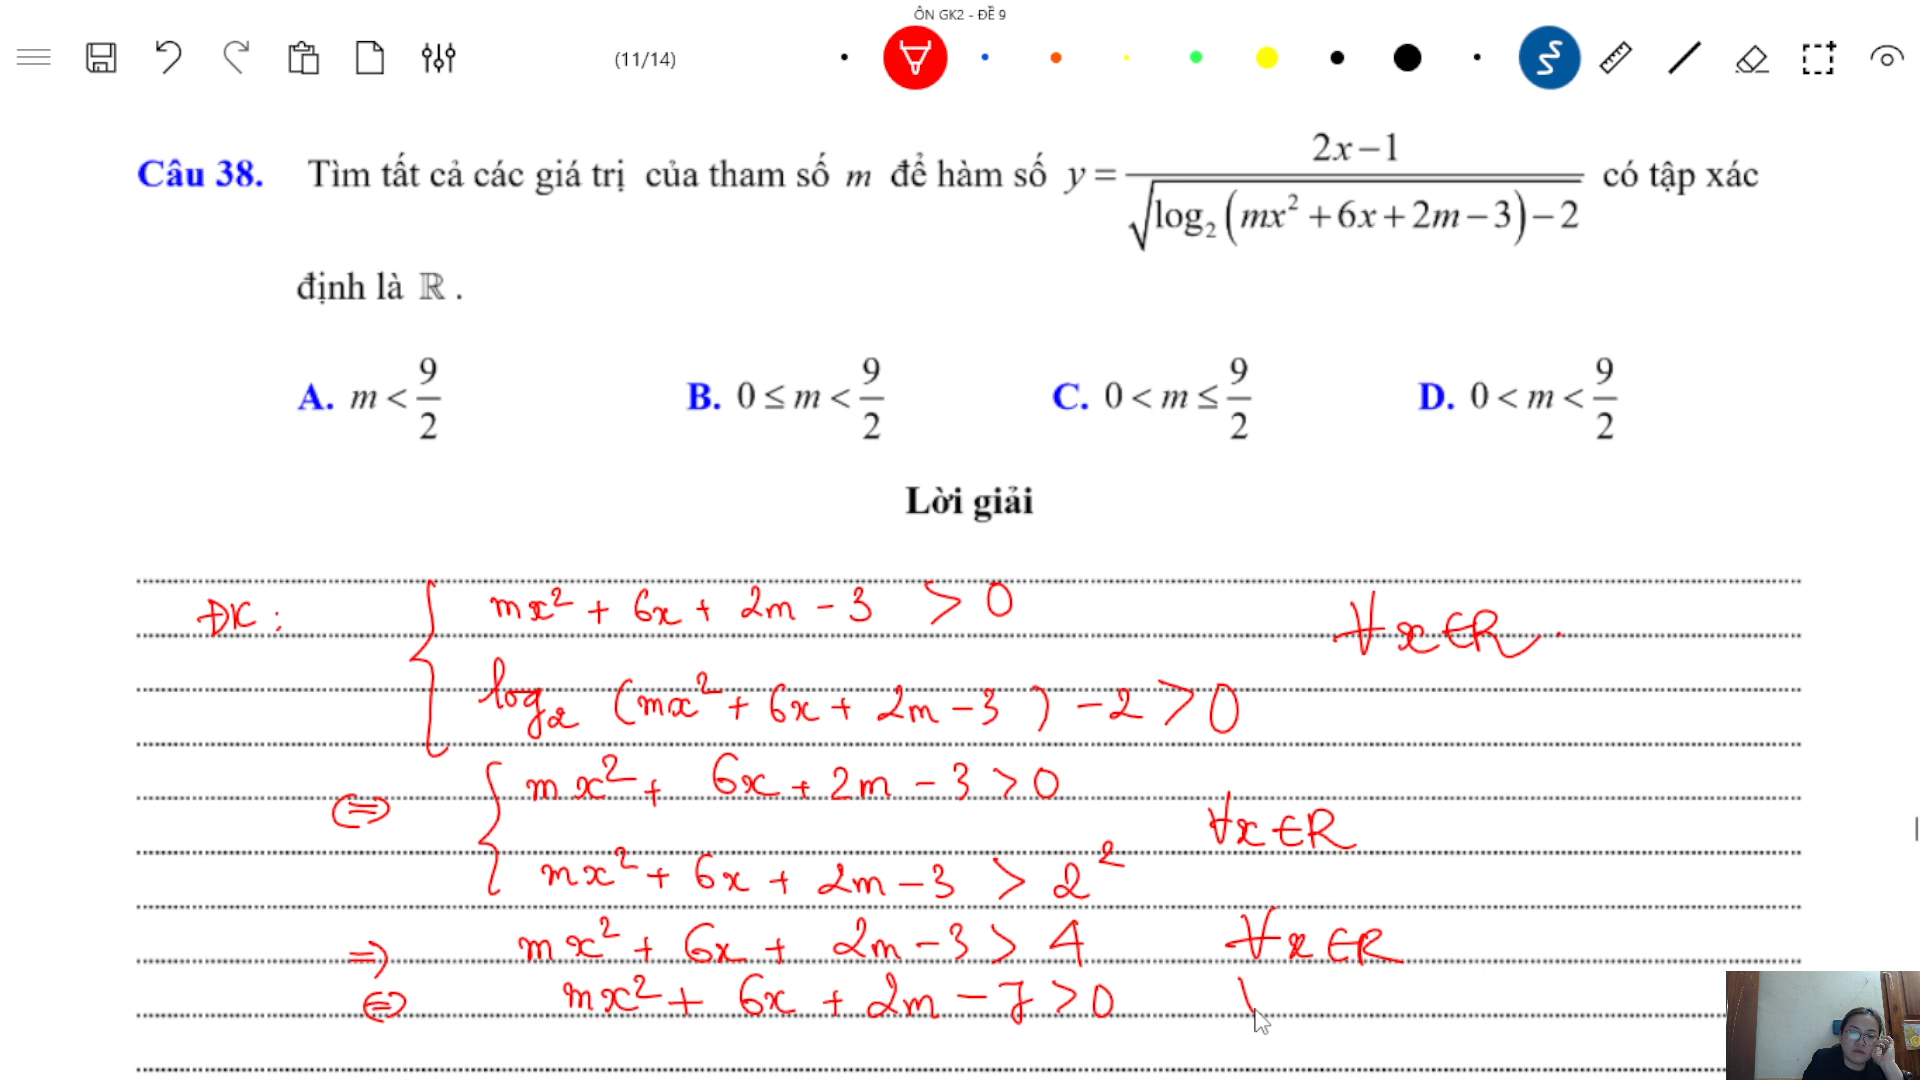 ÔN GK2 - ĐỀ 9
(11/14)
Câu 38. Tìm tất cả các giá trị của tham số m để hàm số y = (2x−1)/√(log₂(mx² + 6x + 2m − 3) − 2) có tập xác
định là ℝ.
A. m < 9/2 B. 0 ≤ m < 9/2 C. 0 < m ≤ 9/2 D. 0 < m < 9/2
Lời giải
ĐK: { mx² + 6x + 2m − 3 > 0 ∀x∈R.
log₂ (mx² + 6x + 2m − 3) − 2 > 0
⇔ { mx² + 6x + 2m − 3 > 0 ∀x∈R
mx² + 6x + 2m − 3 > 2²
⇒ mx² + 6x + 2m − 3 > 4 ∀x∈R
⇔ mx² + 6x + 2m − 7 > 0 \